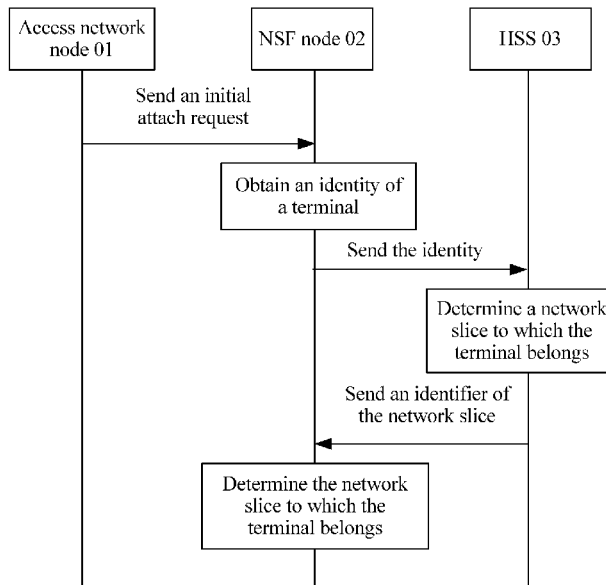 Access network
node 01
NSF node 02
HSS 03
Send an initial
attach request
Obtain an identity of
a terminal
Send the identity
Determine a network
slice to which the
terminal belongs
Send an identifier of
the network slice
Determine the network
slice to which the
terminal belongs